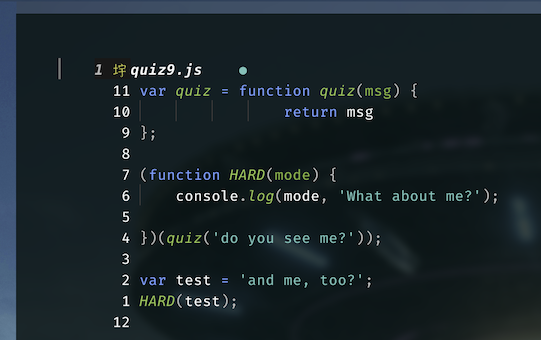 1 quiz9.js ●
11 var quiz = function quiz(msg) {
10 return msg
9 };
8
7 (function HARD(mode) {
6 console.log(mode, 'What about me?');
5
4 })(quiz('do you see me?'));
3
2 var test = 'and me, too?';
1 HARD(test);
12